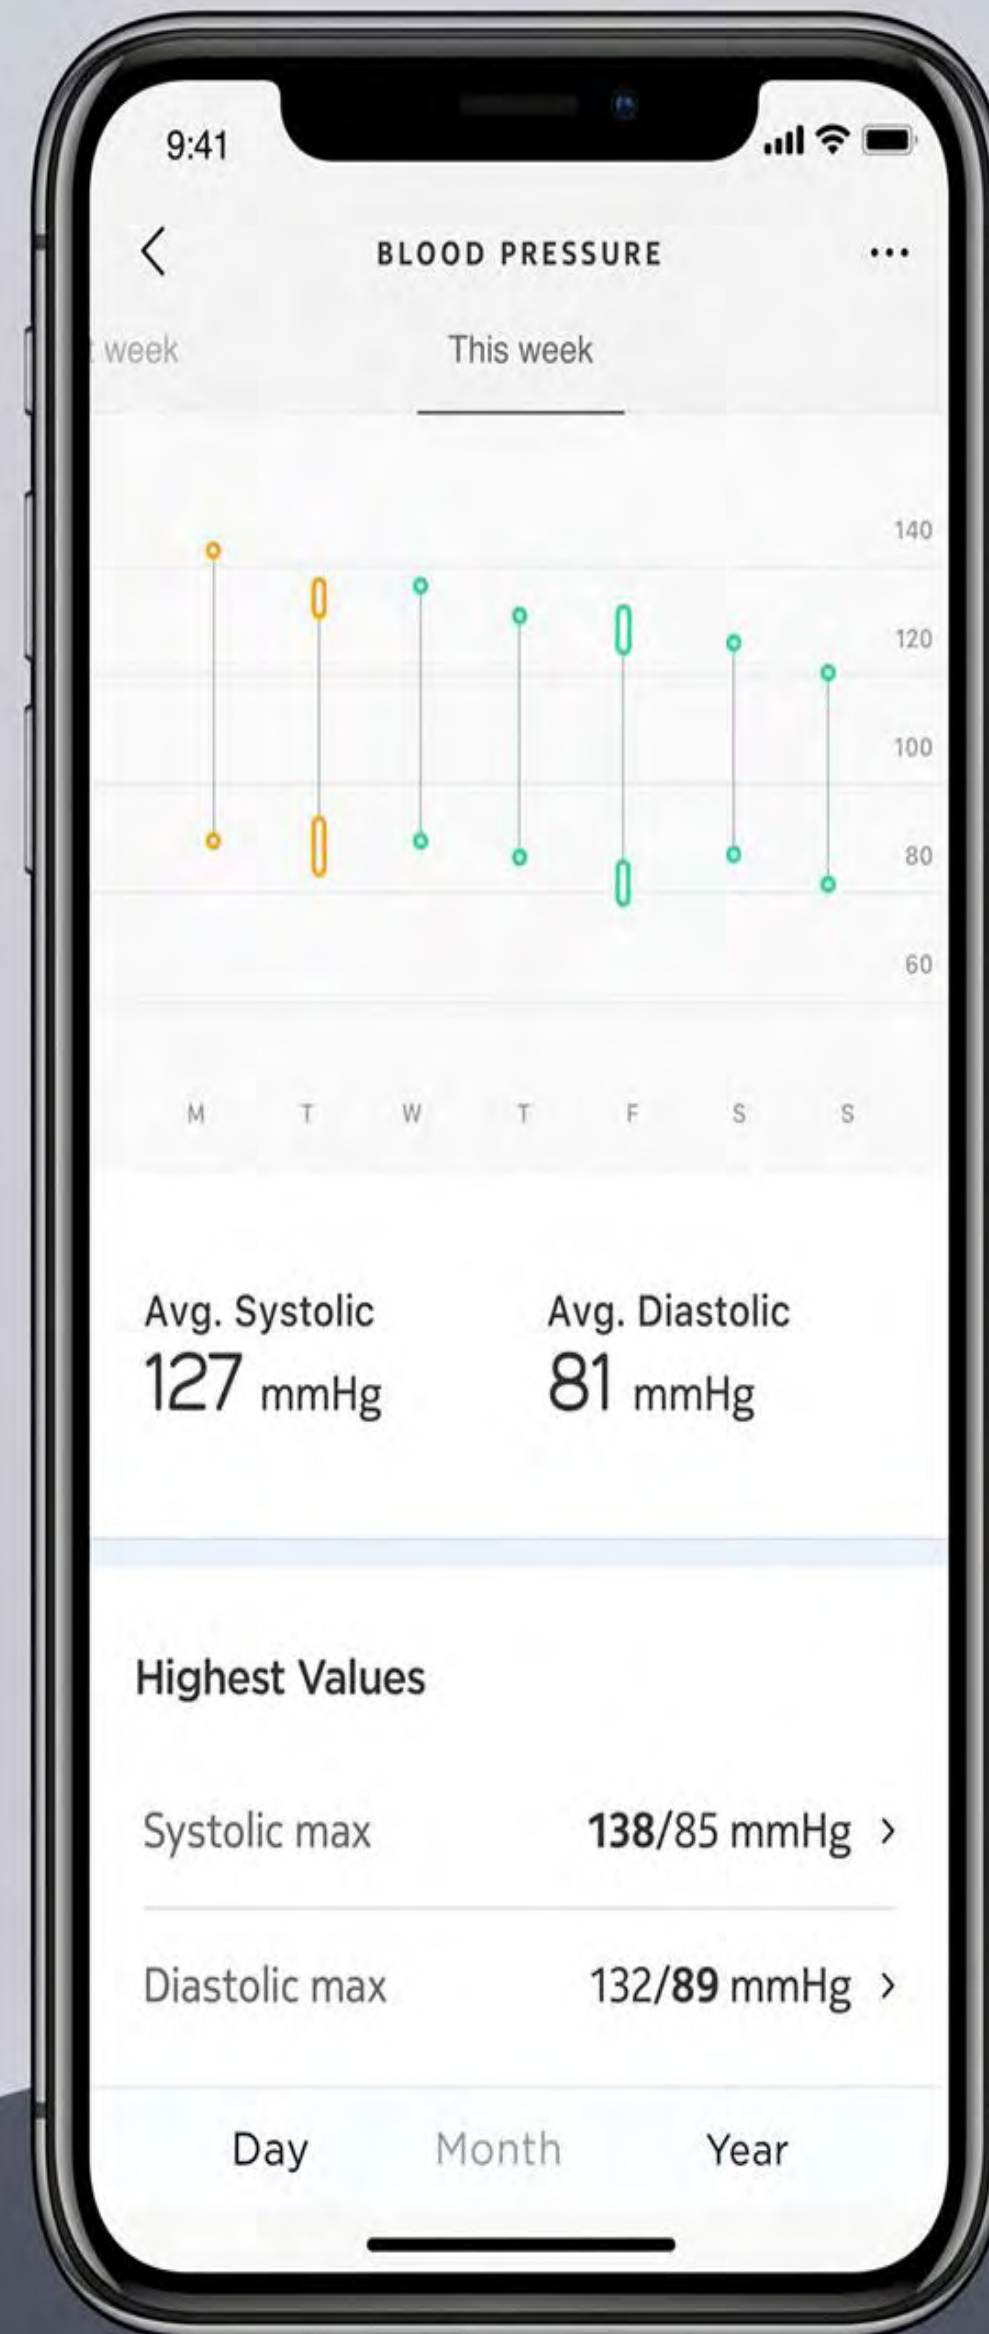 9:41
BLOOD PRESSURE
week
This week
140
120
100
80
60
M T W T F S S
Avg. Systolic
127 mmHg
Avg. Diastolic
81 mmHg
Highest Values
Systolic max
138/85 mmHg >
Diastolic max
132/89 mmHg >
Day Month Year